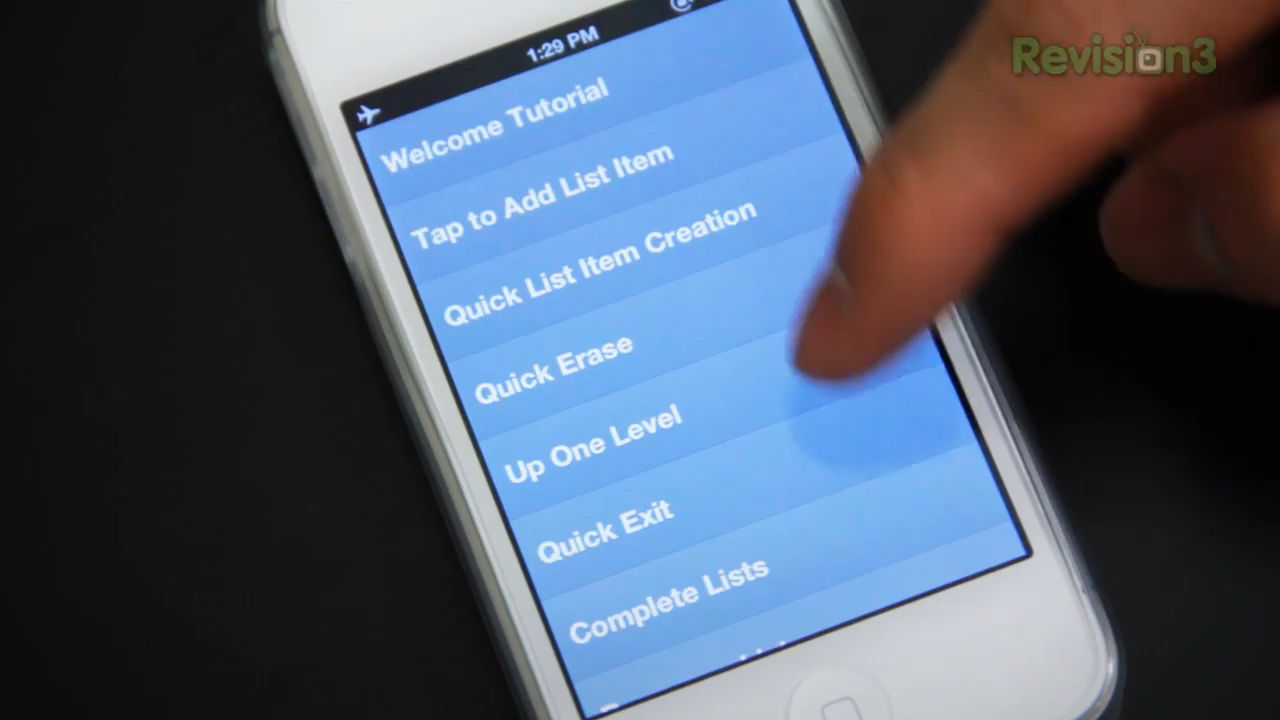 Revision3
1:29 PM
Welcome Tutorial
Tap to Add List Item
Quick List Item Creation
Quick Erase
Up One Level
Quick Exit
Complete Lists